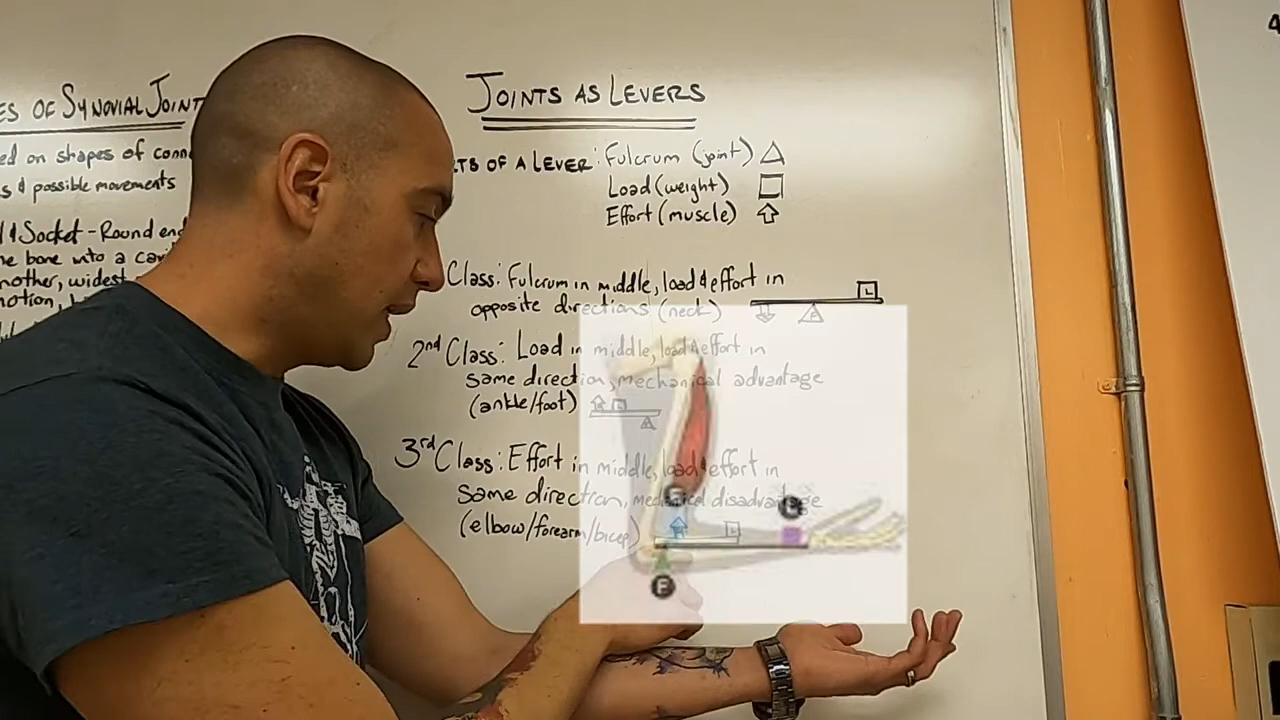 ES OF SYNOVIAL JOINT
ed on shapes of conn
s & possible movements
l & Socket - Round end
ne bone into a cav
nother, widest
notion,
JOINTS AS LEVERS
TS OF A LEVER: Fulcrum (joint)
Load (weight)
Effort (muscle)
Class: Fulcrum in middle, load & effort in
opposite directions (neck)
L
F
2nd Class: Load in middle, load & effort in
same direction, mechanical advantage
(ankle/foot)
3rd Class: Effort in middle, load & effort in
same direction, mechanical disadvantage
(elbow/forearm/bicep)
F
4